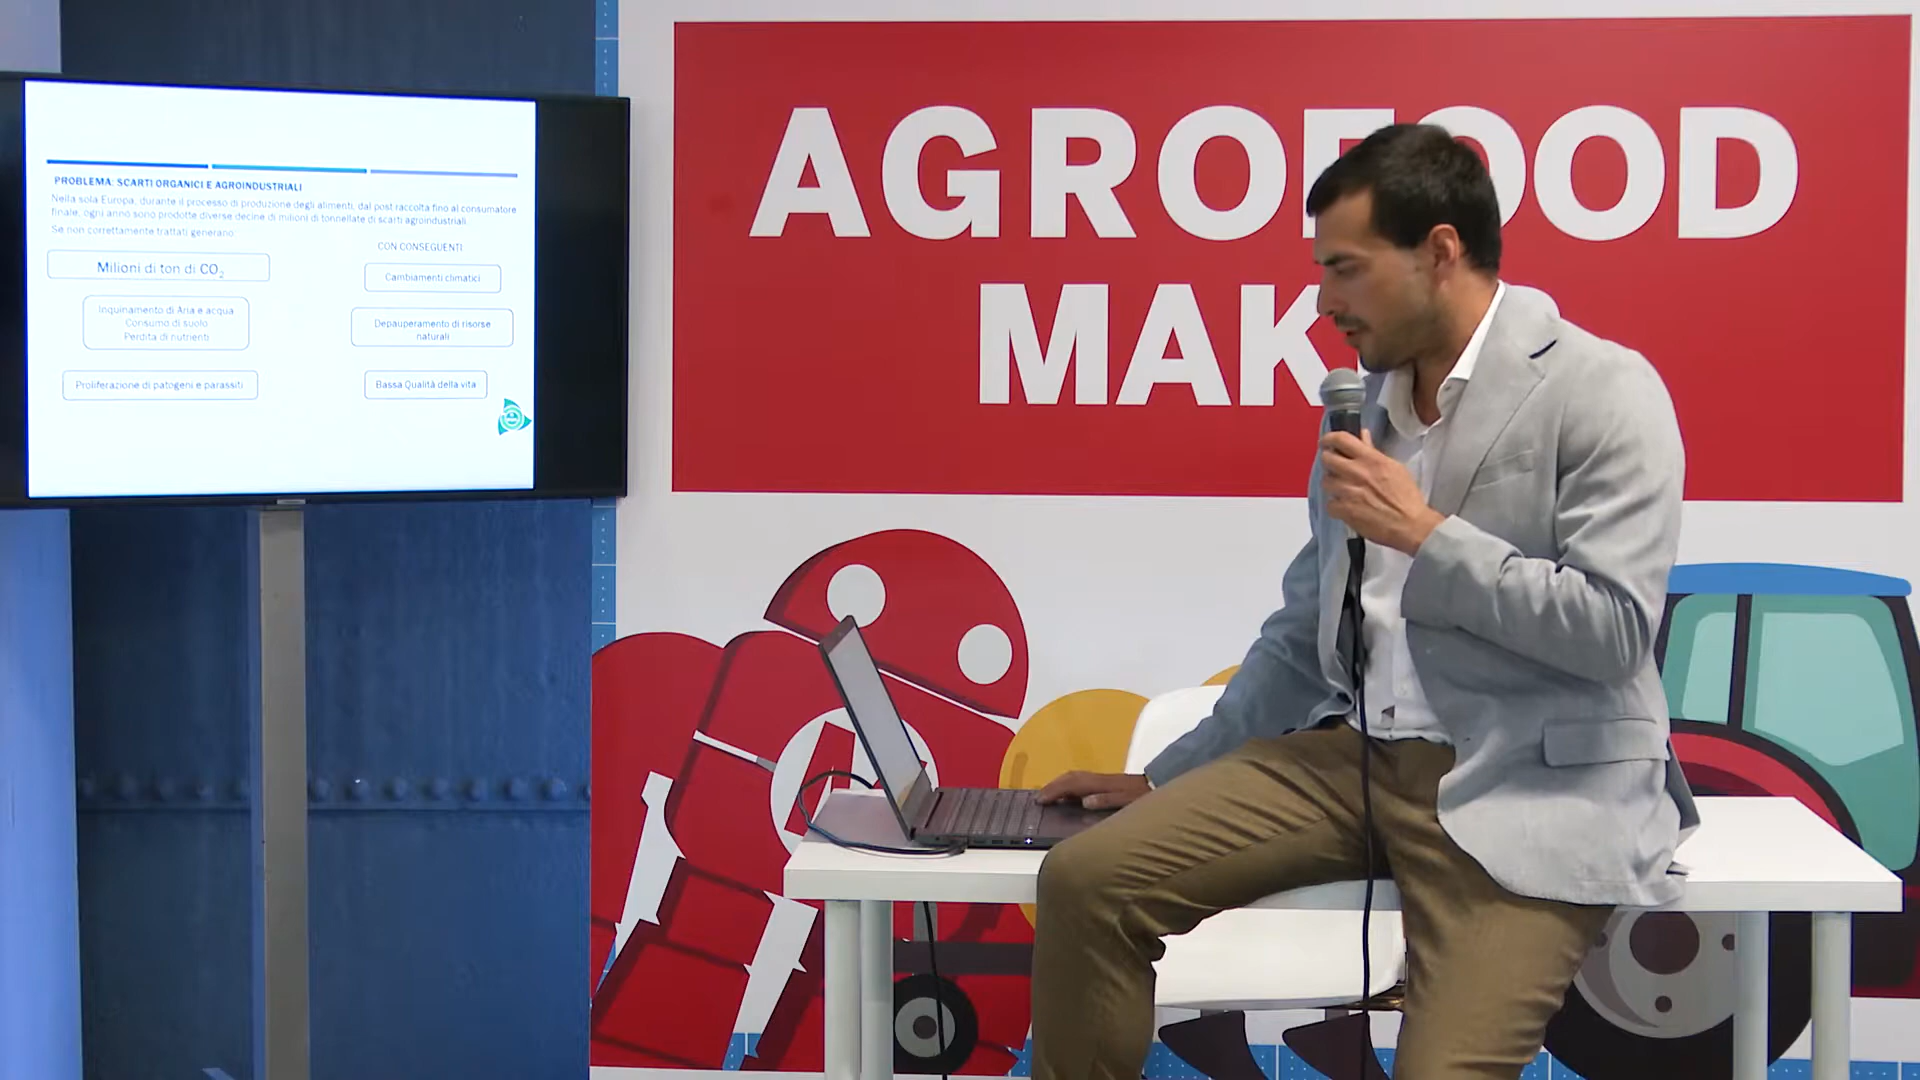 PROBLEMA: SCARTI ORGANICI E AGROINDUSTRIALI
Nella sola Europa, durante il processo di produzione degli alimenti, dal post raccolta fino al consumatore
finale, ogni anno sono prodotte diverse decine di milioni di tonnellate di scarti agroindustriali.
Se non correttamente trattati generano:
CON CONSEGUENTI
Milioni di ton di CO₂
Cambiamenti climatici
Inquinamento di Aria e acqua
Consumo di suolo
Perdita di nutrienti
Depauperamento di risorse
naturali
Proliferazione di patogeni e parassiti
Bassa Qualità della vita
AGROFOOD
MAK